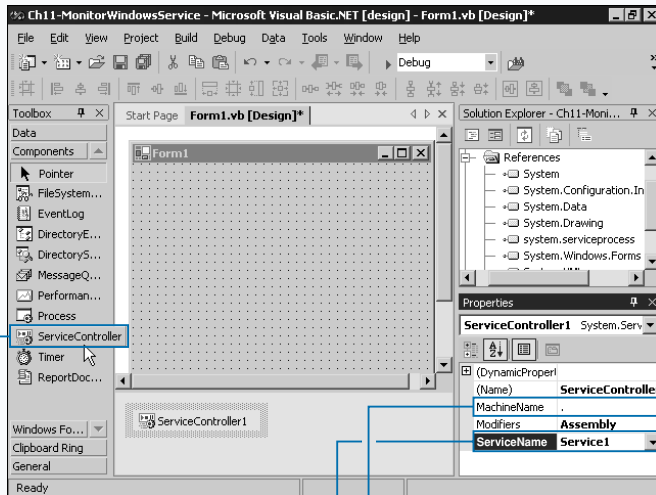 Ch11-MonitorWindowsService - Microsoft Visual Basic.NET [design] - Form1.vb [Design]*
File Edit View Project Build Debug Data Tools Window Help
Debug
Toolbox
Data
Components
Pointer
FileSystem...
EventLog
DirectoryE...
DirectoryS...
MessageQ...
Performan...
Process
ServiceController
Timer
ReportDoc...
Windows Fo...
Clipboard Ring
General
Start Page Form1.vb [Design]*
Form1
ServiceController1
Solution Explorer - Ch11-Moni...
References
System
System.Configuration.In
System.Data
System.Drawing
system.serviceprocess
System.Windows.Forms
Properties
ServiceController1 System.Serv
(DynamicPropert
(Name) ServiceControlle
MachineName .
Modifiers Assembly
ServiceName Service1
Ready